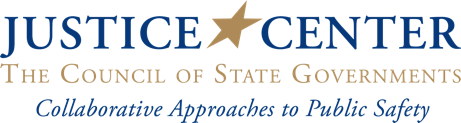 JUSTICE CENTER
THE COUNCIL OF STATE GOVERNMENTS
Collaborative Approaches to Public Safety